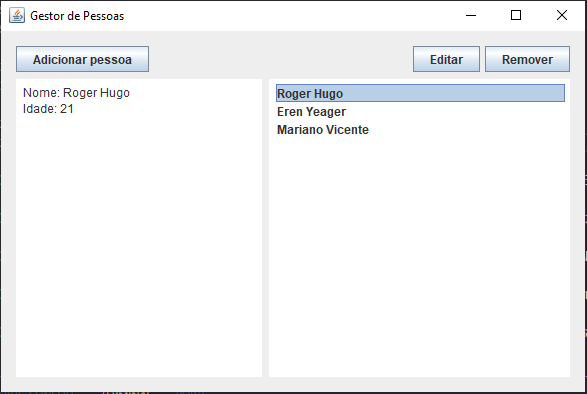 Gestor de Pessoas
Adicionar pessoa
Editar
Remover
Nome: Roger Hugo
Idade: 21
Roger Hugo
Eren Yeager
Mariano Vicente